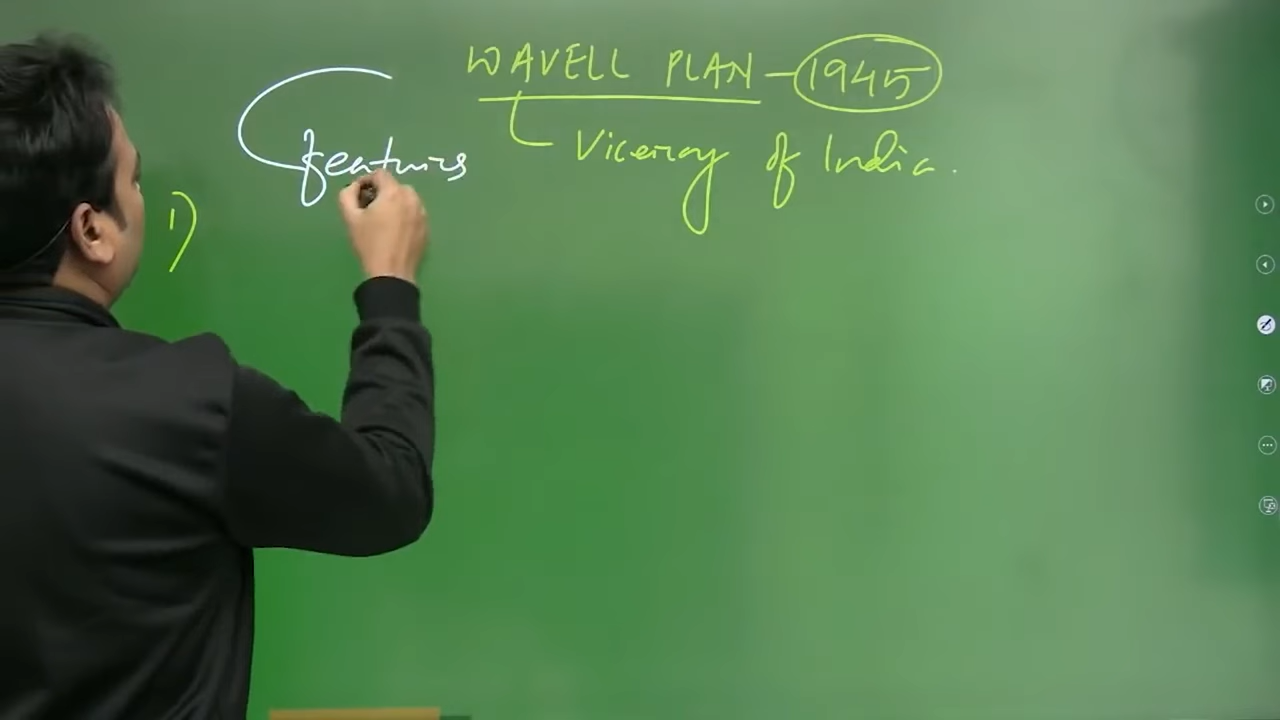 WAVELL PLAN - 1945
Viceroy of India.
features
1)